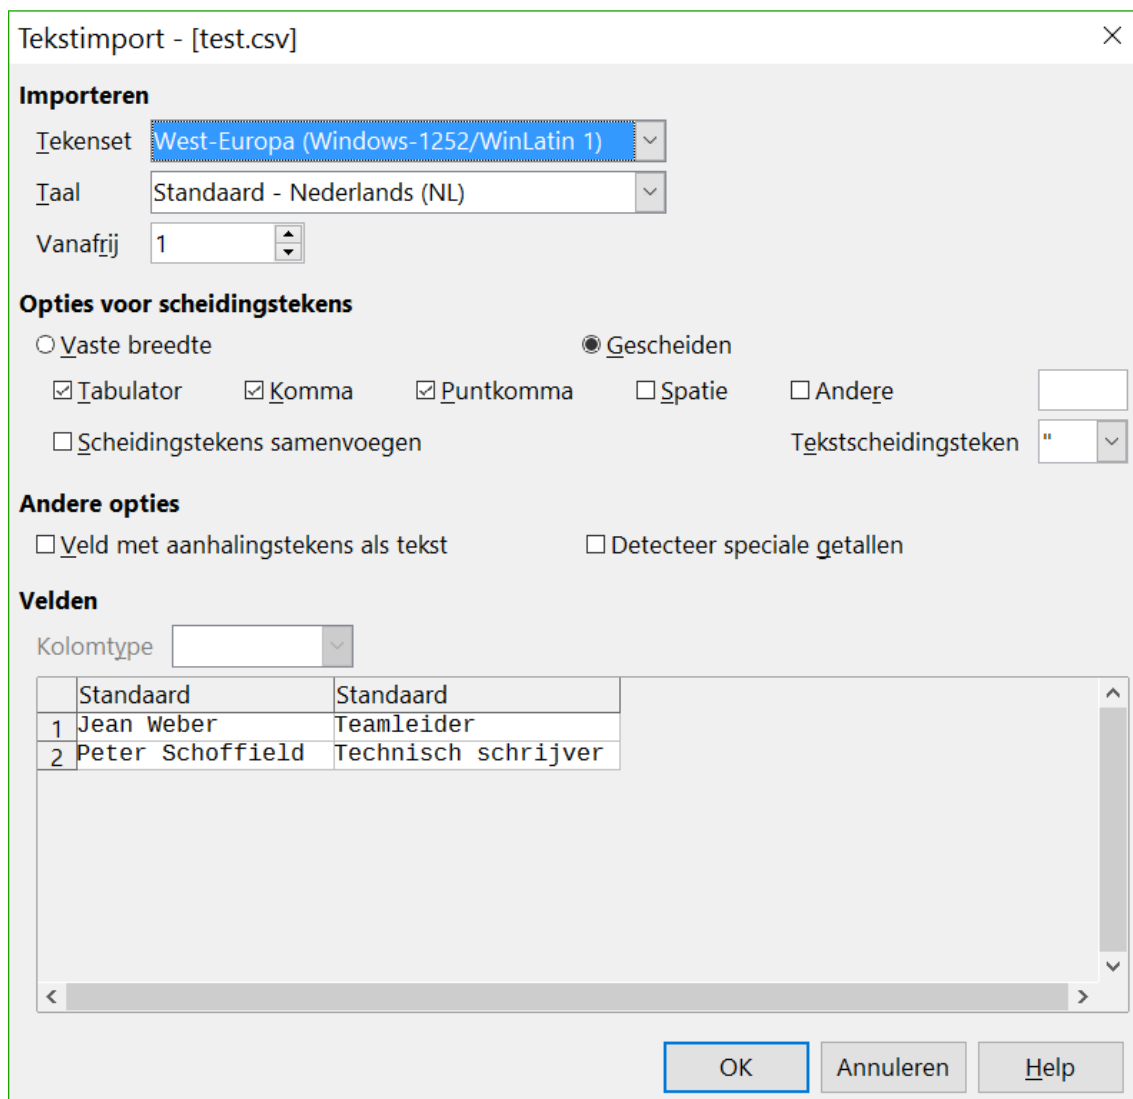 Tekstimport - [test.csv]
Importeren
Tekenset West-Europa (Windows-1252/WinLatin 1)
Taal Standaard - Nederlands (NL)
Vanafrij 1
Opties voor scheidingstekens
Vaste breedte Gescheiden
Tabulator Komma Puntkomma Spatie Andere
Scheidingstekens samenvoegen Tekstscheidingsteken "
Andere opties
Veld met aanhalingstekens als tekst Detecteer speciale getallen
Velden
Kolomtype
Standaard Standaard
1 Jean Weber Teamleider
2 Peter Schoffield Technisch schrijver
OK Annuleren Help